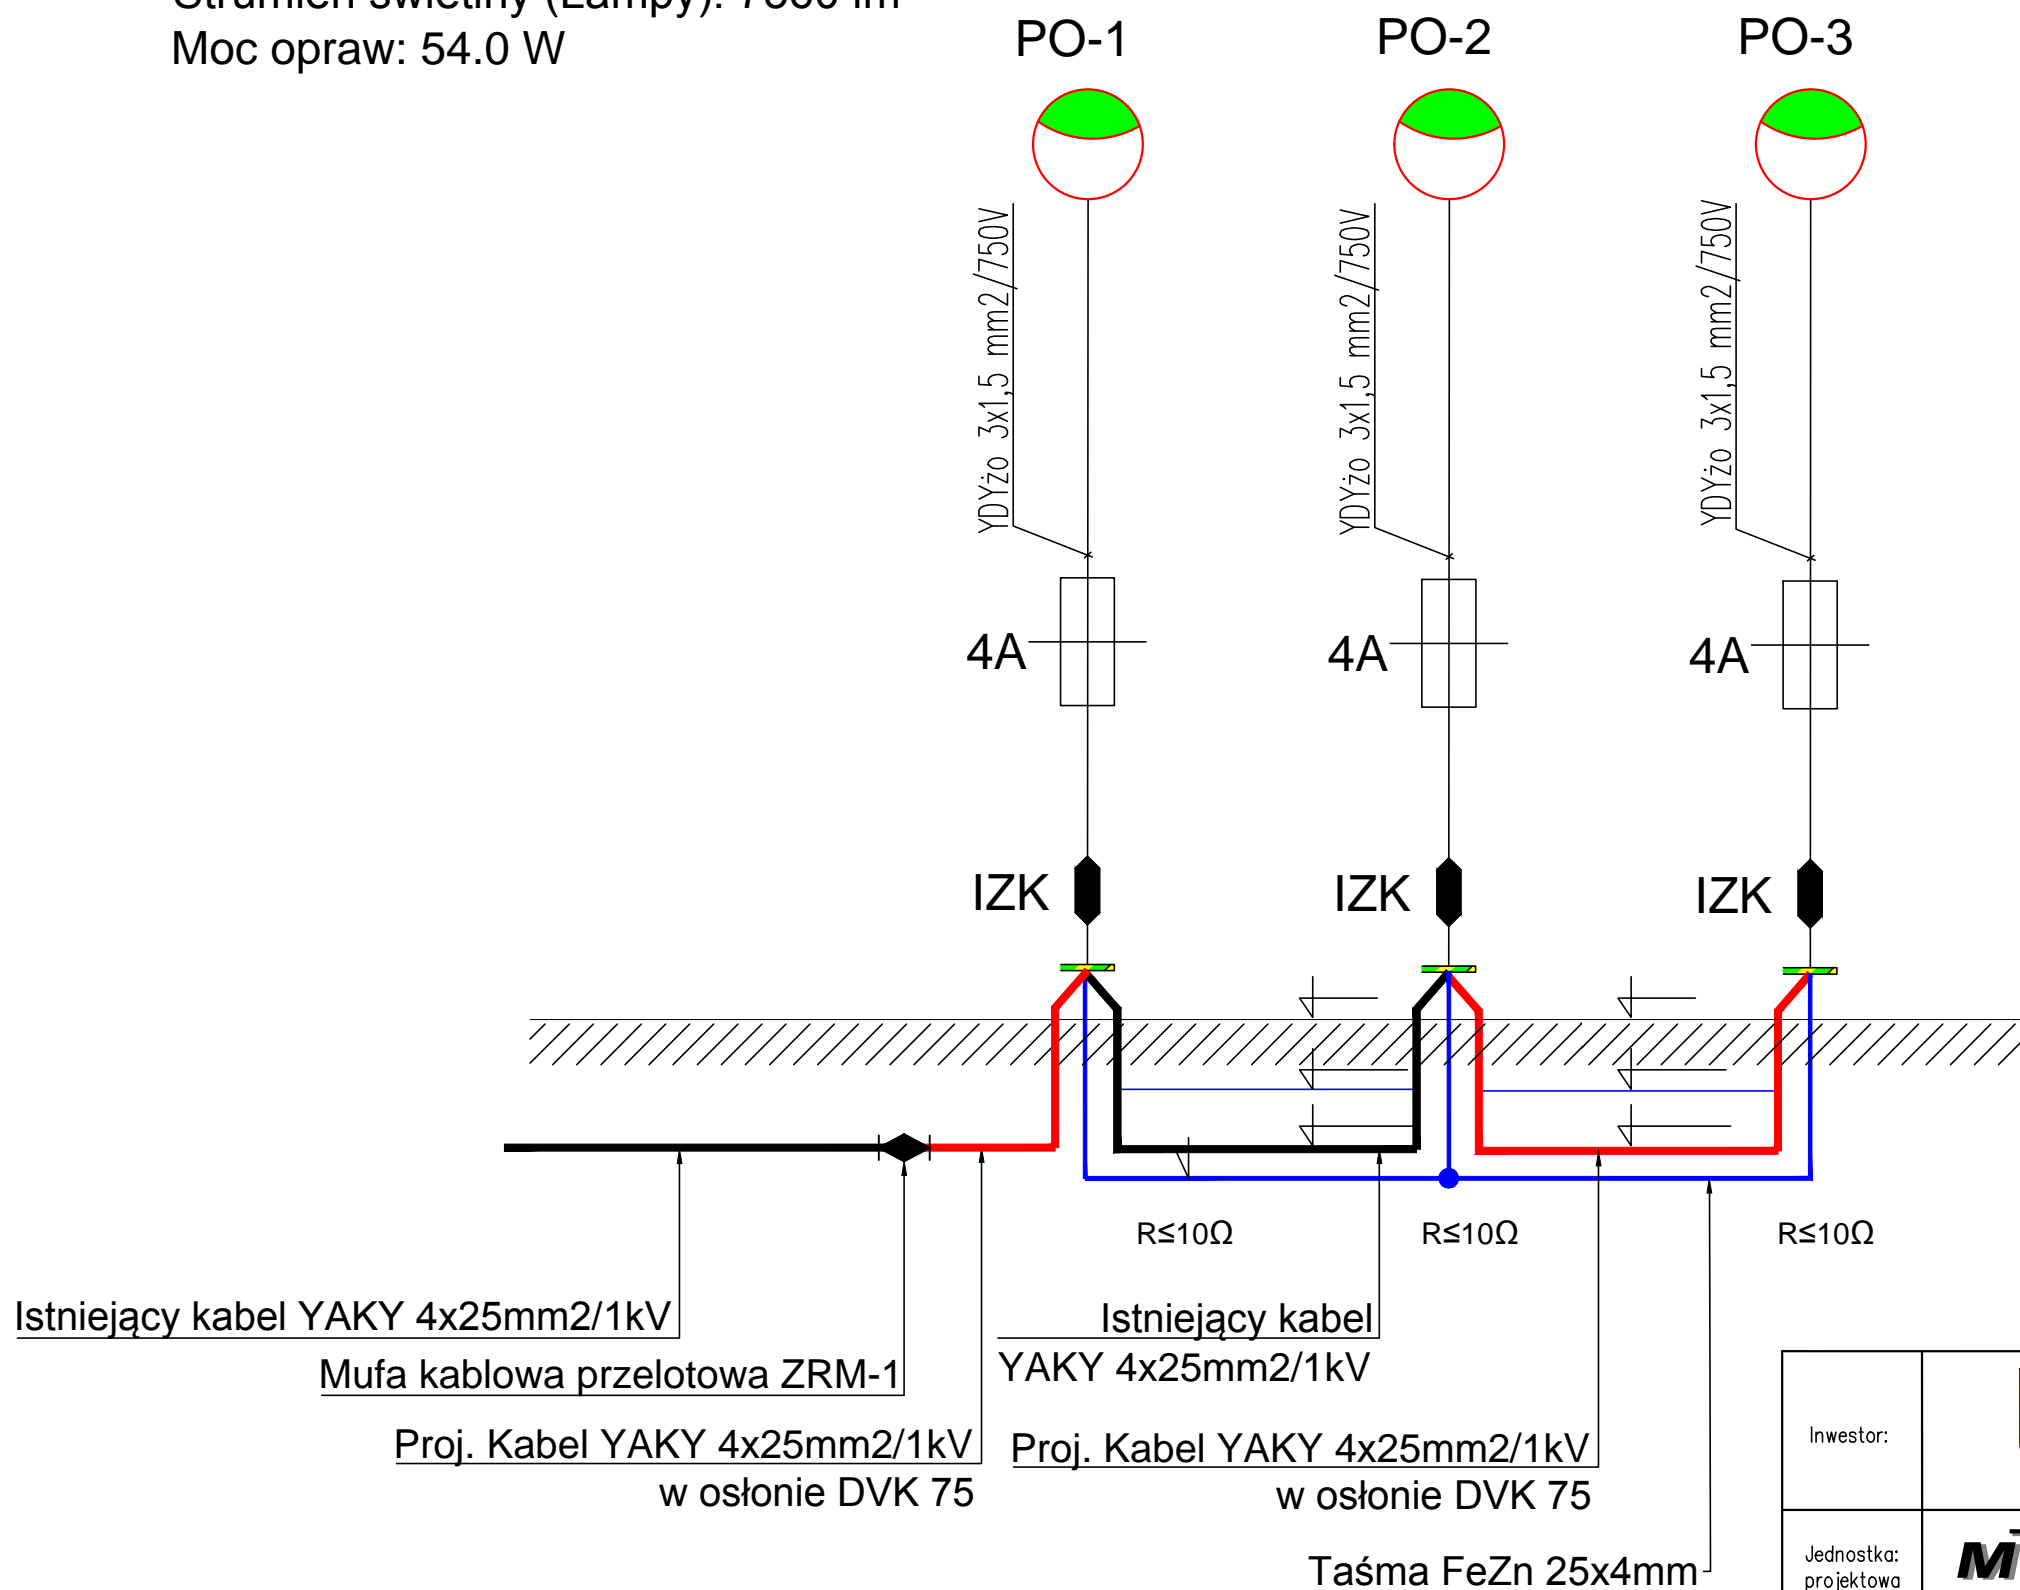 Moc opraw: 54.0 W
PO-1
PO-2
PO-3
YDYżo 3x1,5 mm2/750V
YDYżo 3x1,5 mm2/750V
YDYżo 3x1,5 mm2/750V
4A
4A
4A
IZK
IZK
IZK
R≤10Ω
R≤10Ω
R≤10Ω
Istniejący kabel YAKY 4x25mm2/1kV
Mufa kablowa przelotowa ZRM-1
Proj. Kabel YAKY 4x25mm2/1kV
w osłonie DVK 75
Istniejący kabel
YAKY 4x25mm2/1kV
Proj. Kabel YAKY 4x25mm2/1kV
w osłonie DVK 75
Taśma FeZn 25x4mm
Inwestor:
Jednostka:
projektowa